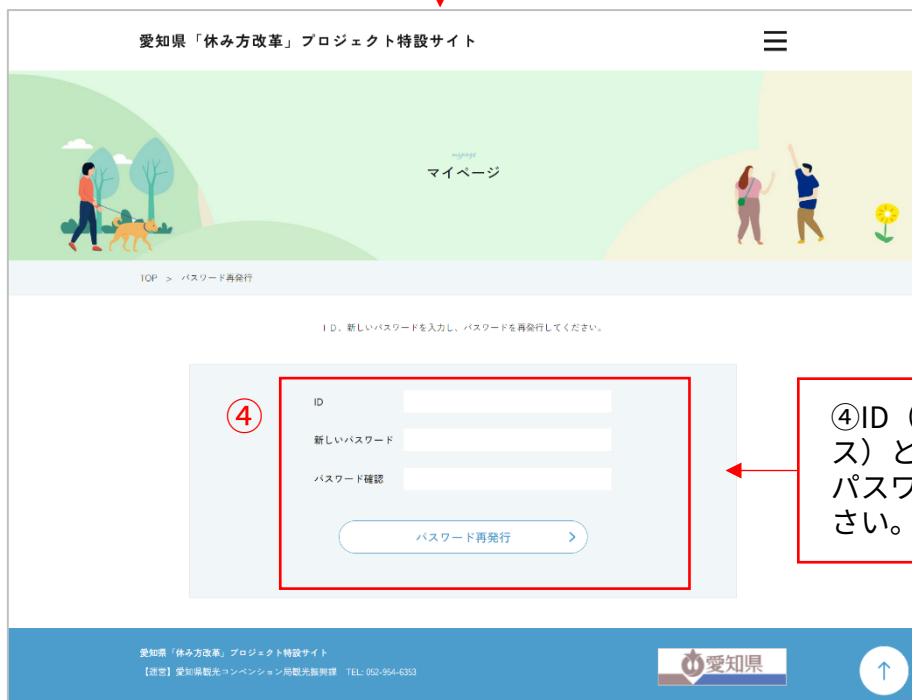 愛知県「休み方改革」プロジェクト特設サイト
mypage
マイページ
TOP > パスワード再発行
ＩＤ、新しいパスワードを入力し、パスワードを再発行してください。
④
ID
新しいパスワード
パスワード確認
パスワード再発行
④ID（
ス）と
パスワ
さい。
愛知県「休み方改革」プロジェクト特設サイト
【運営】愛知県観光コンベンション局観光振興課 TEL: 052-954-6353
愛知県